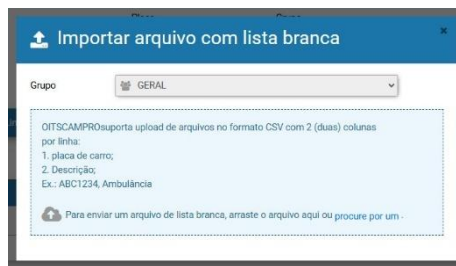 Importar arquivo com lista branca
Grupo
GERAL
OITSCAMPROsuporta upload de arquivos no formato CSV com 2 (duas) colunas
por linha:
1. placa de carro;
2. Descrição;
Ex.: ABC1234, Ambulância
Para enviar um arquivo de lista branca, arraste o arquivo aqui ou procure por um .